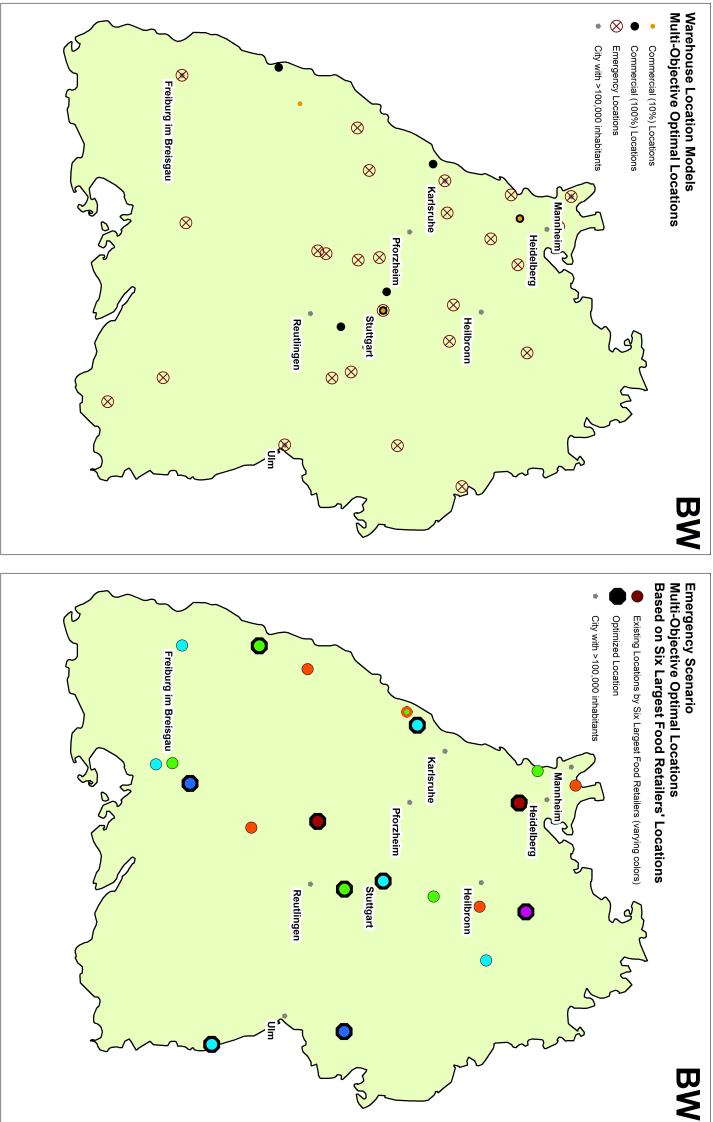 Warehouse Location Models
Multi-Objective Optimal Locations
Commercial (10%) Locations
Commercial (100%) Locations
Emergency Locations
City with >100,000 inhabitants
BW
Mannheim
Heidelberg
Karlsruhe
Heilbronn
Pforzheim
Stuttgart
Reutlingen
Ulm
Freiburg im Breisgau
Emergency Scenario
Multi-Objective Optimal Locations
Based on Six Largest Food Retailers' Locations
Existing Locations by Six Largest Food Retailers (varying colors)
Optimized Location
City with >100,000 inhabitants
BW
Mannheim
Heidelberg
Karlsruhe
Heilbronn
Pforzheim
Stuttgart
Reutlingen
Ulm
Freiburg im Breisgau